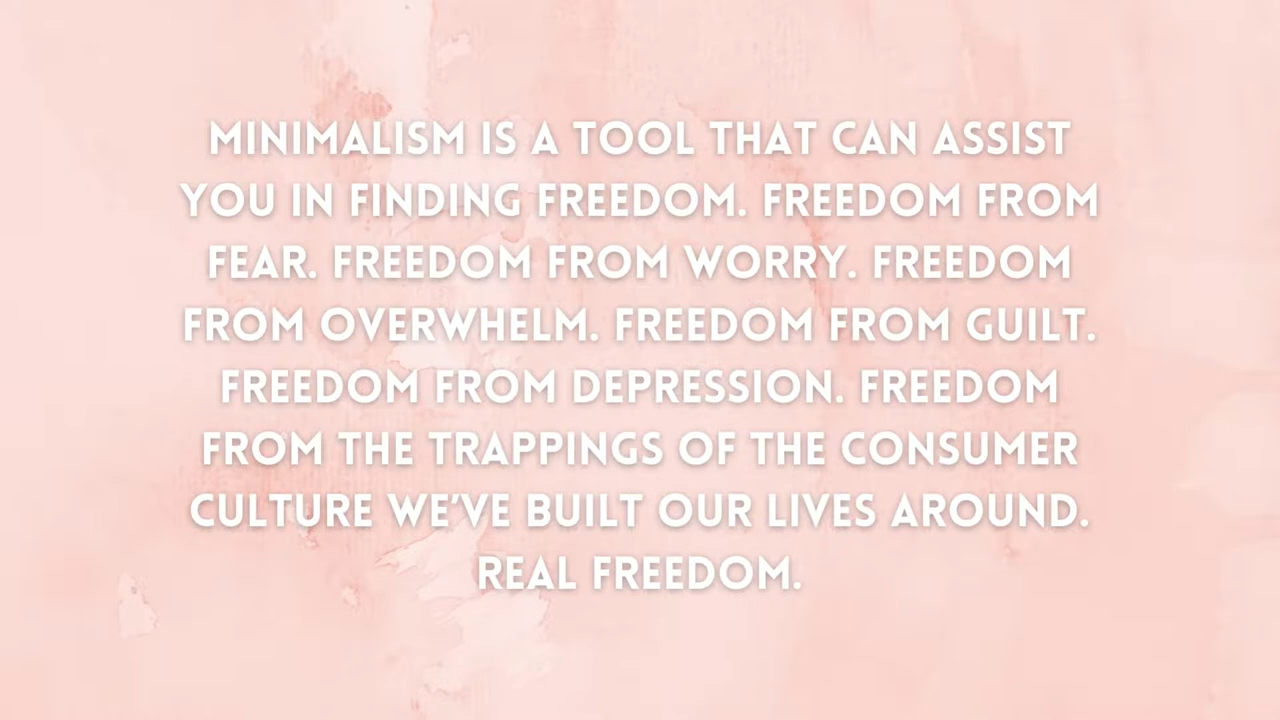 MINIMALISM IS A TOOL THAT CAN ASSIST
YOU IN FINDING FREEDOM. FREEDOM FROM
FEAR. FREEDOM FROM WORRY. FREEDOM
FROM OVERWHELM. FREEDOM FROM GUILT.
FREEDOM FROM DEPRESSION. FREEDOM
FROM THE TRAPPINGS OF THE CONSUMER
CULTURE WE'VE BUILT OUR LIVES AROUND.
REAL FREEDOM.